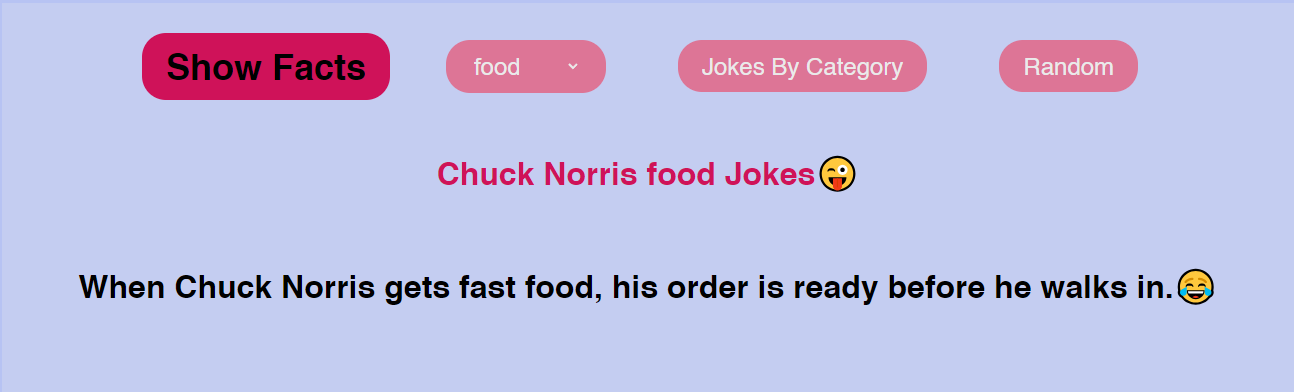 Show Facts food Jokes By Category Random
Chuck Norris food Jokes😜
When Chuck Norris gets fast food, his order is ready before he walks in.😂